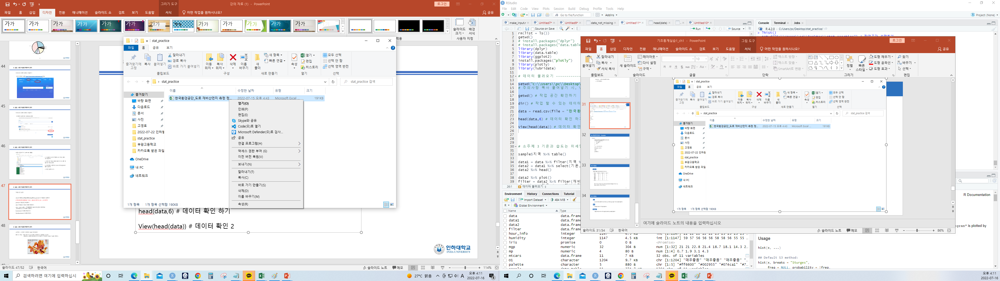 강의 자료 (1) - PowerPoint
그리기 도구
로그인
파일 홈 삽입 디자인 전환 애니메이션 슬라이드 쇼 검토 보기 도움말 서식 어떤 작업을 원하시나요? 공유
가가 가가 가가 가가 가가 가가 가가 가가 가가 가가 가가 가가 가가 가가
슬라이드 크기 배경 서식
사용자 지정
44
45
46
47
48
stat_practice
파일 홈 공유 보기
즐겨찾기에 고정 복사 붙여넣기 잘라내기 경로 복사 바로 가기 붙여넣기
이동 위치 복사 위치 삭제 이름 바꾸기 새 폴더 새 항목 빠른 연결
속성 열기 편집 히스토리 모두 선택 선택 안 함 선택 영역 반전
클립보드 구성 새로 만들기 열기 선택
stat_practice
stat_practice 검색
이름 수정한 날짜 유형 크기
한국환경공단_도로 재비산먼지 측정 정... 2022-07-15 오후 4:43 Microsoft Excel ... 191KB
즐겨찾기
바탕 화면
다운로드
문서
사진
고영호
2022-07-22 인하
stat_practice
부광고등학교
카카오톡 받은 파일
OneDrive
내 PC
네트워크
열기(O)
인쇄(P)
편집(E)
Skype와 공유
Code(으)로 열기
Microsoft Defender(으)로 검사...
공유
연결 프로그램(H)
액세스 권한 부여 (G)
이전 버전 복원(V)
보내기(N)
잘라내기(T)
복사(C)
바로 가기 만들기(S)
삭제(D)
이름 바꾸기(M)
속성(R)
1개 항목 1개 항목 선택함 190KB
head(data,6) # 데이터 확인 하기
View(head(data)) # 데이터 확인 2
인하대학교
INHA UNIVERSITY
슬라이드 47/52 한국어
슬라이드 노트 메모 114%
검색하려면 여기에 입력하십시
27°C 맑음
오후 4:11
2022-07-16
RStudio
File Edit Code View Plots Session Build Debug Profile Tools Help
Go to file/function Addins
Project: (None)
make_input.r Untitled7* Untitled9* data_not_missing Untitled11* head(data) Untitled10*
Source on Save Run Source
1 rm(list = ls())
2 getwd()
3 # install.packages("dplyr")
4 # install.packages("data.table
5 library(dplyr)
6 library(data.table)
7 library(ggplot2)
8 install.packages("plotly")
9 library(plotly)
10 library(lubridate)
11
12 # 데이터 불러오기 ------------
13
14 setwd("C:\\Users\\pc\\Desktop\
15 # 주의사항 복사 붙여넣기 시, \
16
17 getwd() # 작업 공간 확인하기
18
19 dir() # 작업 할 수 있는 데이터
20
21 data = read.csv(file = "한국환
22
23 head(data,6) # 데이터 확인 하기
24
25 View(head(data)) # 데이터 확인
26
27
28
29
30 # 소주제 3 기온과 습도는 미세먼
31
32 sample$지역 %>% table()
33
34 data1 = data %>% filter(지역 %
35 data2 = data1 %>% select(기온,
36 data2 %>% head()
37
38 data2 %>% plot()
39 filter = data2 %>% filter(재비
26:1 데이터 불러오기
Console Terminal Jobs
R 4.2.0 · C:/Users/pc/Desktop/stat_practice/
> ?hist()
기초통계실습1_ch1 - PowerPoint
그림 도구
로그인
파일 홈 삽입 디자인 전환 애니메이션 슬라이드 쇼 검토 보기 도움말 서식 어떤 작업을 원하시나요? 공유
붙여넣기 잘라내기 복사 서식 복사 새 슬라이드 레이아웃 다시 설정 구역
텍스트 방향 텍스트 맞춤 SmartArt로 변환
정렬 빠른 스타일 도형 채우기 도형 윤곽선 도형 효과 찾기 바꾸기 선택
클립보드 슬라이드 글꼴 단락 그리기 편집
31
32
33
34
stat_practice
파일 홈 공유 보기
즐겨찾기에 고정 복사 붙여넣기 잘라내기 경로 복사 바로 가기 붙여넣기
이동 위치 복사 위치 삭제 이름 바꾸기 새 폴더 새 항목 빠른 연결
속성 열기 편집 히스토리 모두 선택 선택 안 함 선택 영역 반전
클립보드 구성 새로 만들기 열기 선택
stat_practice
stat_practice 검색
이름 수정한 날짜 유형 크기
한국환경공단_도로 재비산먼지 측정 정... 2022-07-15 오후 4:43 Microsoft Excel ... 191KB
즐겨찾기
바탕 화면
다운로드
문서
사진
고영호
2022-07-22 인하
stat_practice
부광고등학교
카카오톡 받은 파일
OneDrive
내 PC
네트워크
1개 항목 1개 항목 선택함 190KB
여기에 슬라이드 노트의 내용을 입력하십시오
슬라이드 31/34 한국어
슬라이드 노트 메모 86%
Environment History Connections Tutorial
Import Dataset 484 MiB
R Global Environment
Name Type
data data.frame
data1 data.frame
data2 data.frame
filter data.frame
hour_info integer 1147 4.5 KB
humidity integer 1147 4.5 KB int [1:1147] 59 57 56 56 56 58 58 56 55 55 ...
iris promise 0 0 B <Promise>
mgp numeric 32 304 B num [1:32] 21 21 22.8 21.4 18.7 18.1 14.3 2...
mp numeric 4 80 B num [1:4] 0.7 1.9 3.1 4.3
mtcars data.frame 11 7 KB 32 obs. of 11 variables
o1 character 1204 9.7 KB chr [1:1204] "매우좋음" "매우좋음" "매우좋음" "...
palette character 5 880 B chr [1:5] "#ff6600" "#002955" "#074ca1" "#7...
R Documentation
ogram" is plotted by
Usage
hist(x, ...)
## Default S3 method:
hist(x, breaks = "Sturges",
freq = NULL, probability = !freq,
오후 4:11
2022-07-16